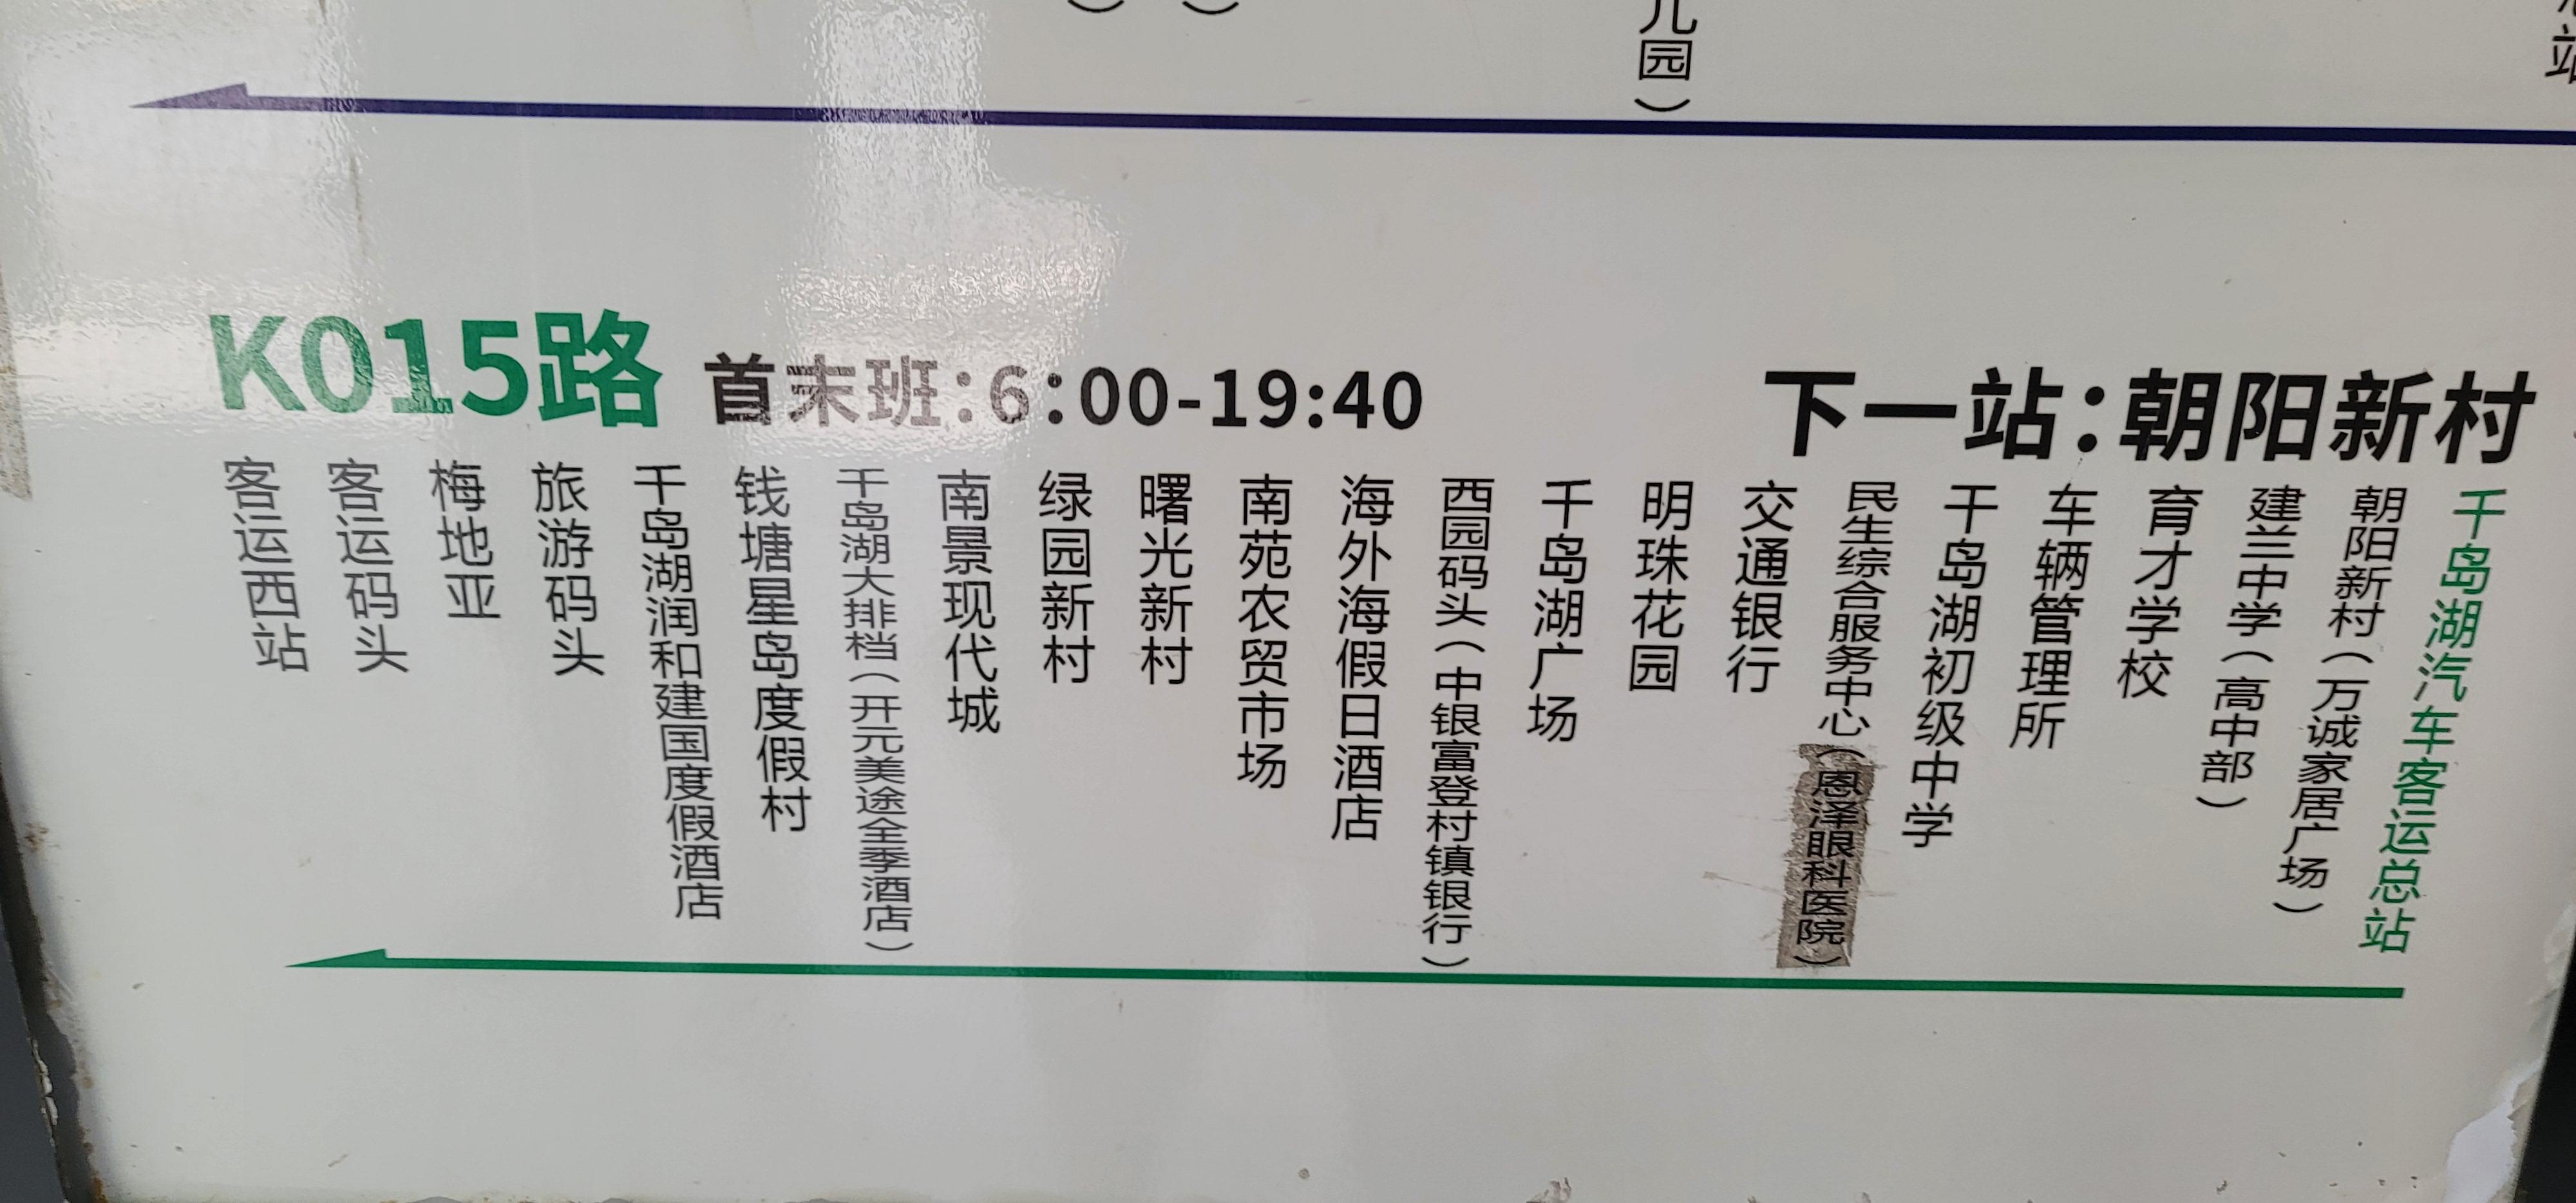 儿园）
站
K015路 首末班：6：00-19:40 下一站：朝阳新村
客运西站
客运码头
梅地亚
旅游码头
千岛湖润和建国度假酒店
钱塘星岛度假村
千岛湖大排档（开元美途全季酒店）
南景现代城
绿园新村
曙光新村
南苑农贸市场
海外海假日酒店
西园码头（中银富登村镇银行）
千岛湖广场
明珠花园
交通银行
民生综合服务中心（恩泽眼科医院）
千岛湖初级中学
车辆管理所
育才学校
建兰中学（高中部）
朝阳新村（万诚家居广场）
千岛湖汽车客运总站